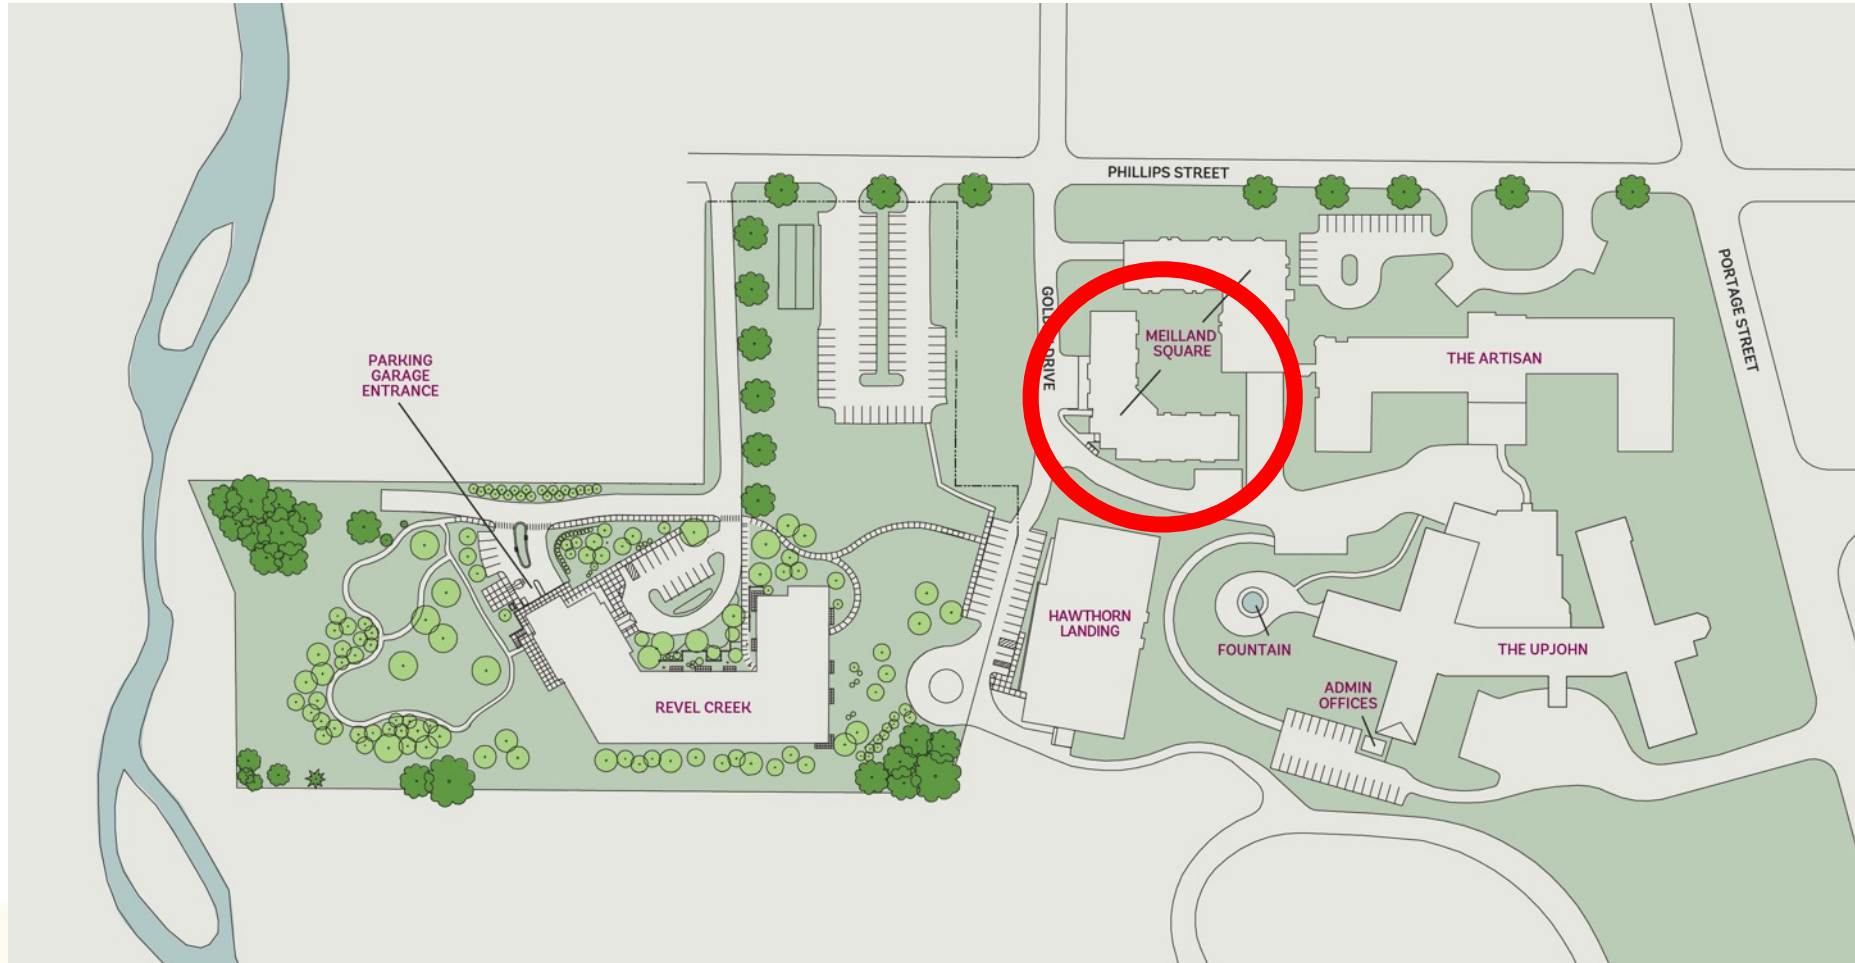 PHILLIPS STREET
PORTAGE STREET
DRIVE
MEILLAND
SQUARE
THE ARTISAN
PARKING
GARAGE
ENTRANCE
HAWTHORN
LANDING
FOUNTAIN
THE UPJOHN
ADMIN
OFFICES
REVEL CREEK